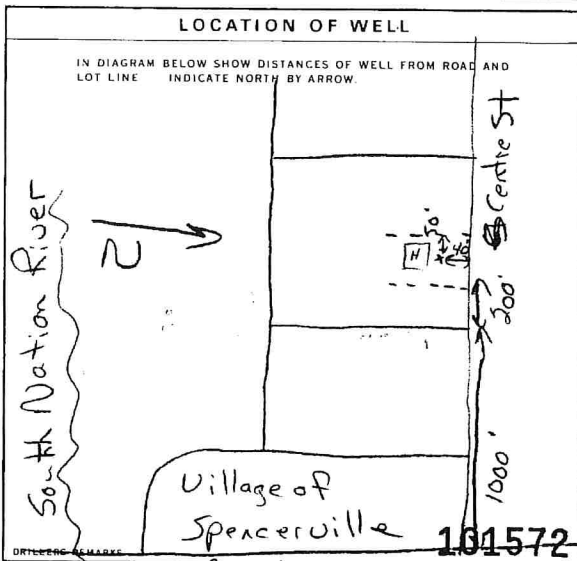 LOCATION OF WELL
IN DIAGRAM BELOW SHOW DISTANCES OF WELL FROM ROAD AND
LOT LINE INDICATE NORTH BY ARROW.
South Nation River
N
H
50'
40'
Centre St
200'
1000'
Village of
Spencerville
101572
DRILLERS REMARKS